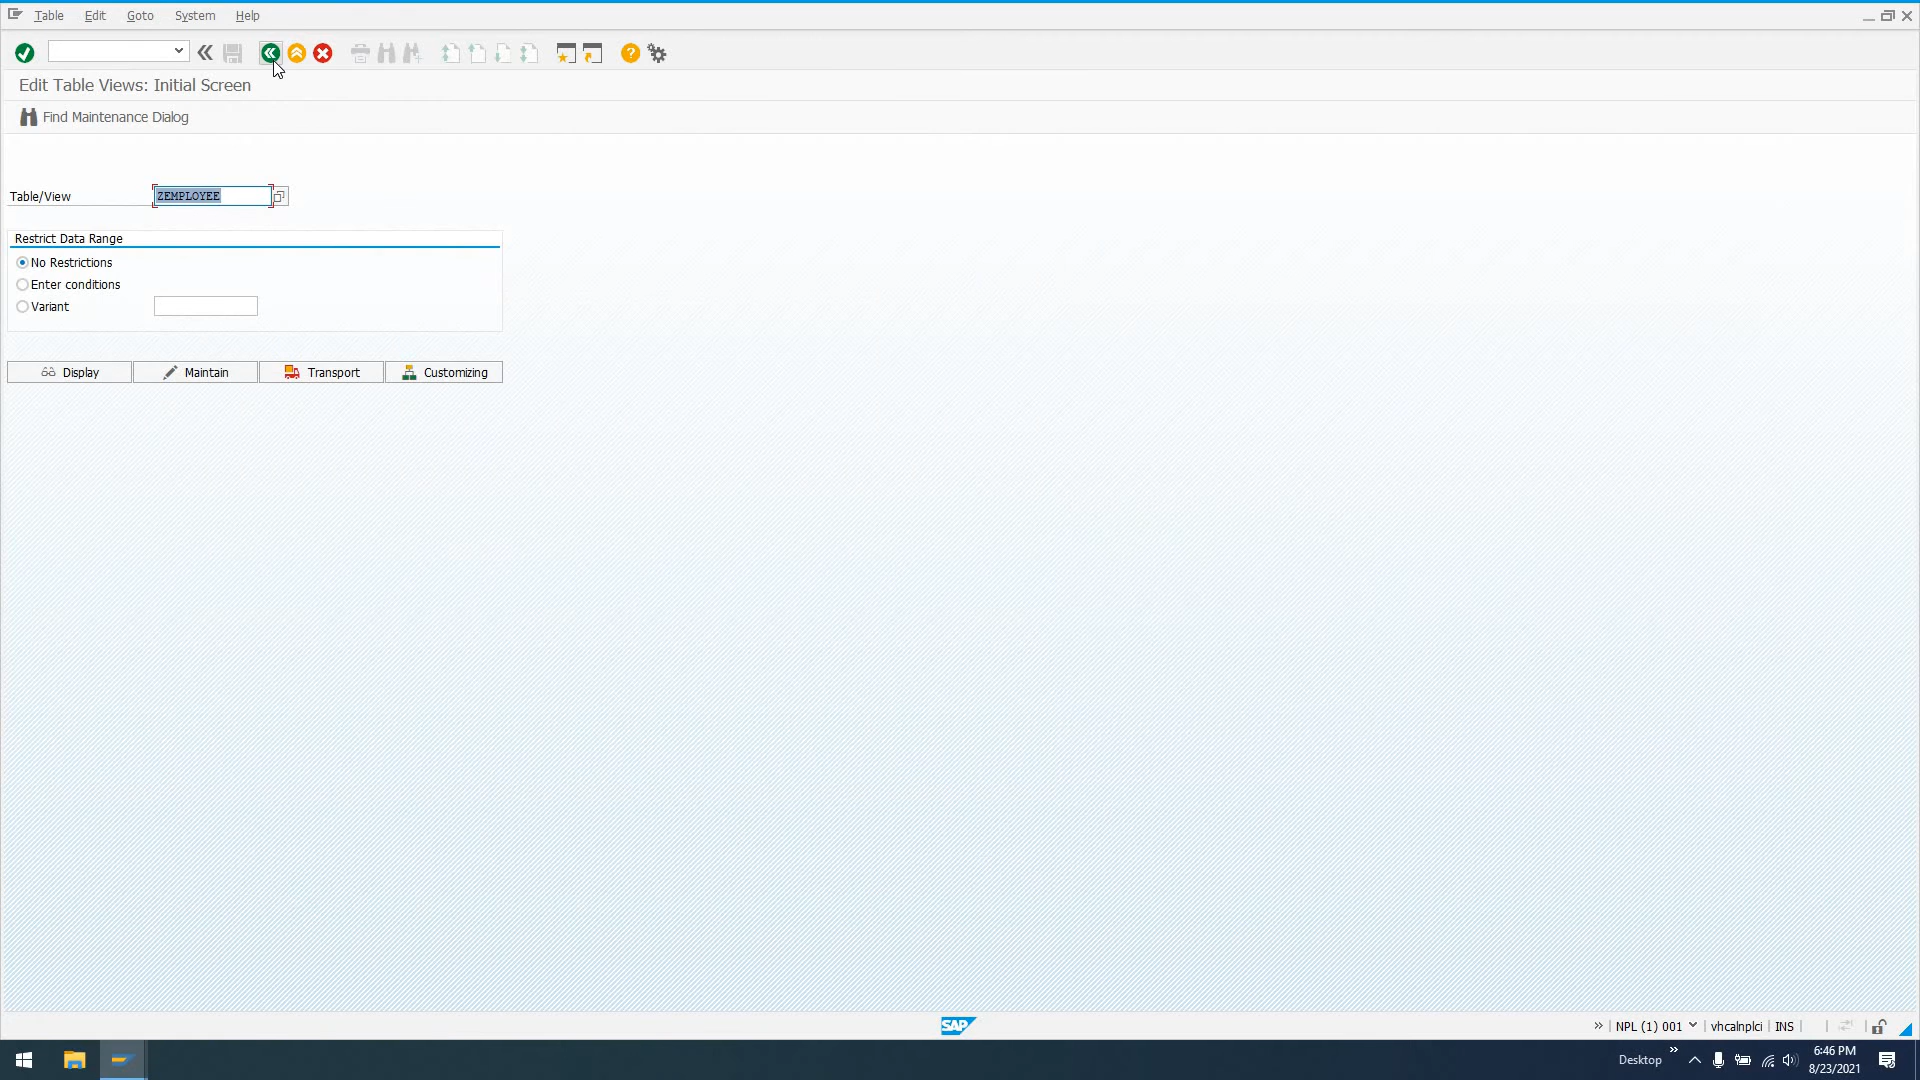 Table Edit Goto System Help
Edit Table Views: Initial Screen
Find Maintenance Dialog
Table/View ZEMPLOYEE
Restrict Data Range
No Restrictions
Enter conditions
Variant
Display Maintain Transport Customizing
SAP » NPL (1) 001 vhcalnplci INS
Desktop » 6:46 PM
8/23/2021